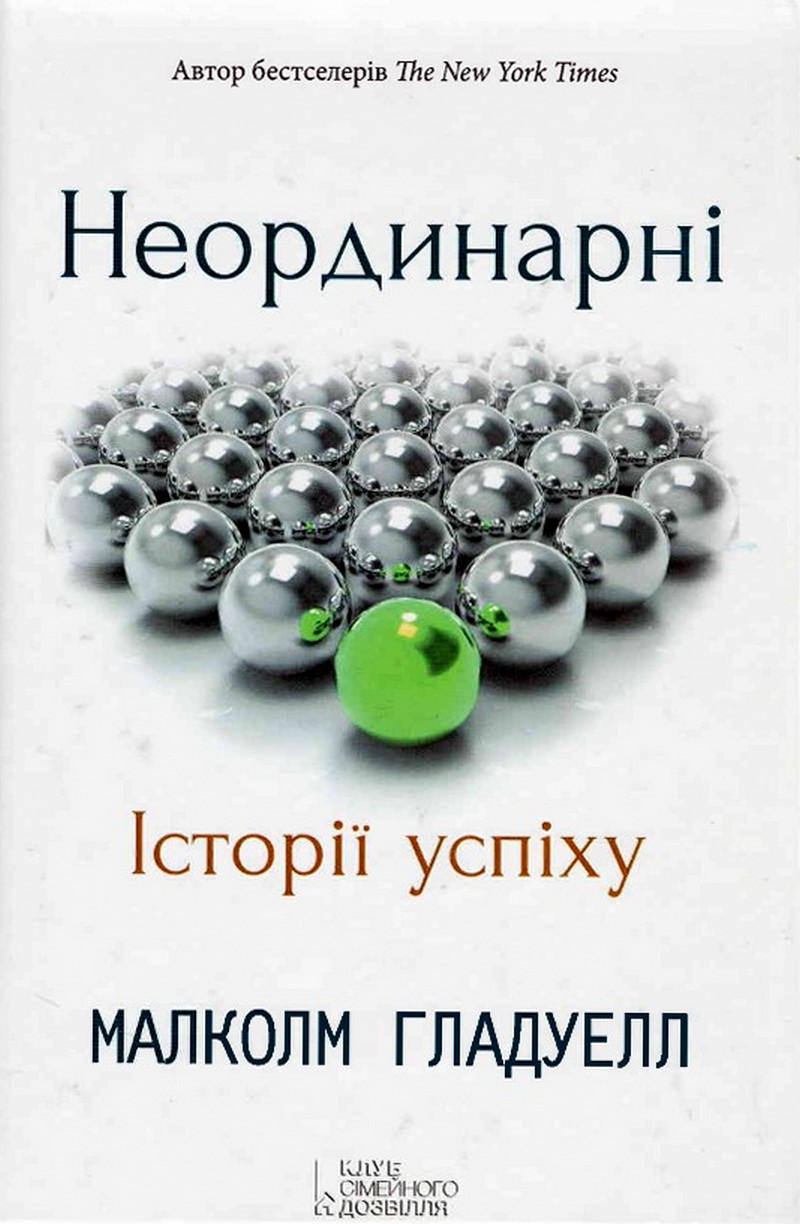 Автор бестселерів The New York Times
Неординарні
Історії успіху
МАЛКОЛМ ГЛАДУЕЛЛ
КЛУБ
СІМЕЙНОГО
ДОЗВІЛЛЯ